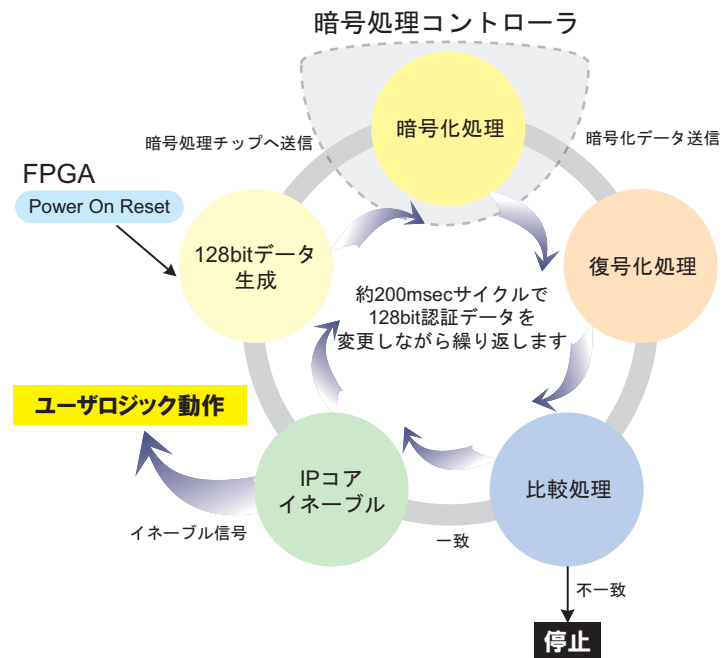 暗号処理コントローラ
暗号化処理
暗号処理チップへ送信
暗号化データ送信
FPGA
Power On Reset
128bitデータ
生成
復号化処理
約200msecサイクルで
128bit認証データを
変更しながら繰り返します
ユーザロジック動作
IPコア
イネーブル
比較処理
イネーブル信号
一致
不一致
停止